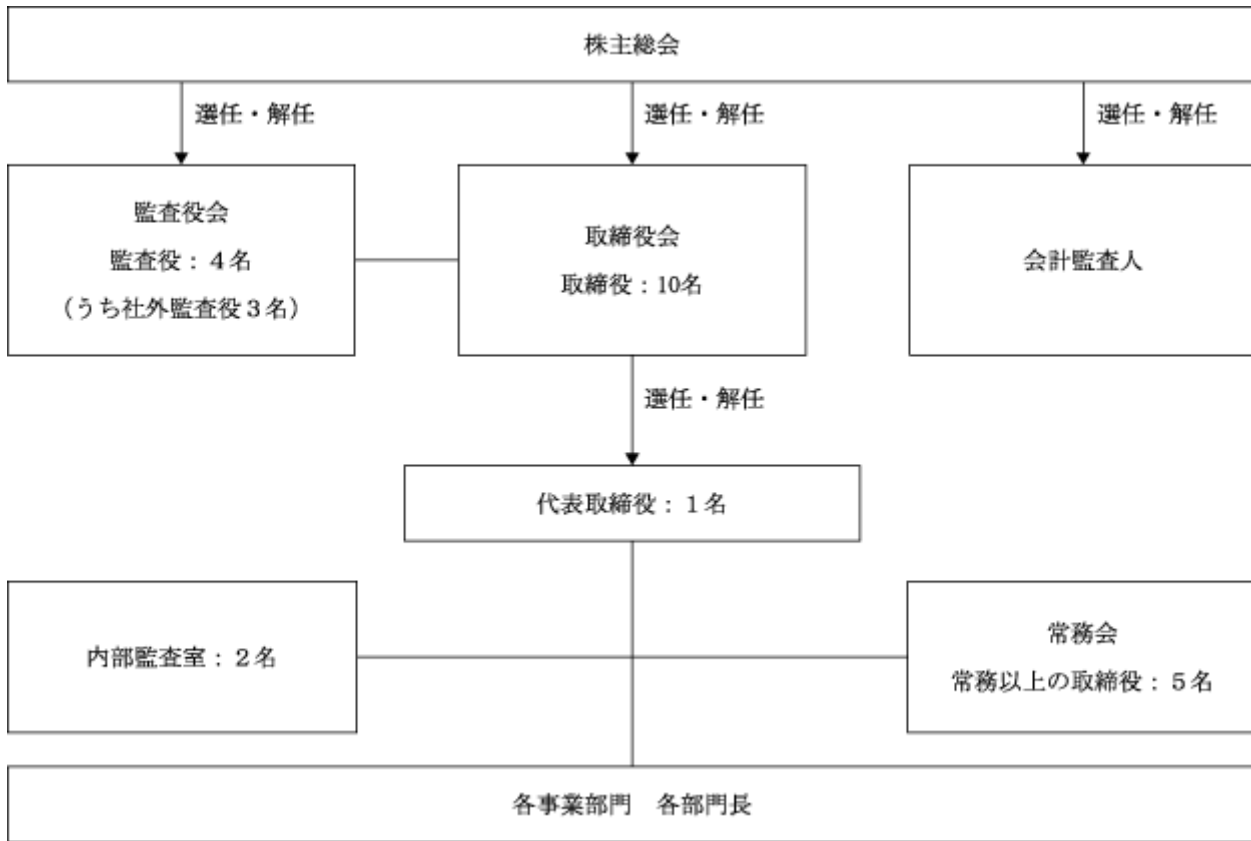 株主総会
選任・解任
選任・解任
選任・解任
監査役会
監査役：４名
（うち社外監査役３名）
取締役会
取締役：10名
会計監査人
選任・解任
代表取締役：１名
内部監査室：２名
常務会
常務以上の取締役：５名
各事業部門　各部門長